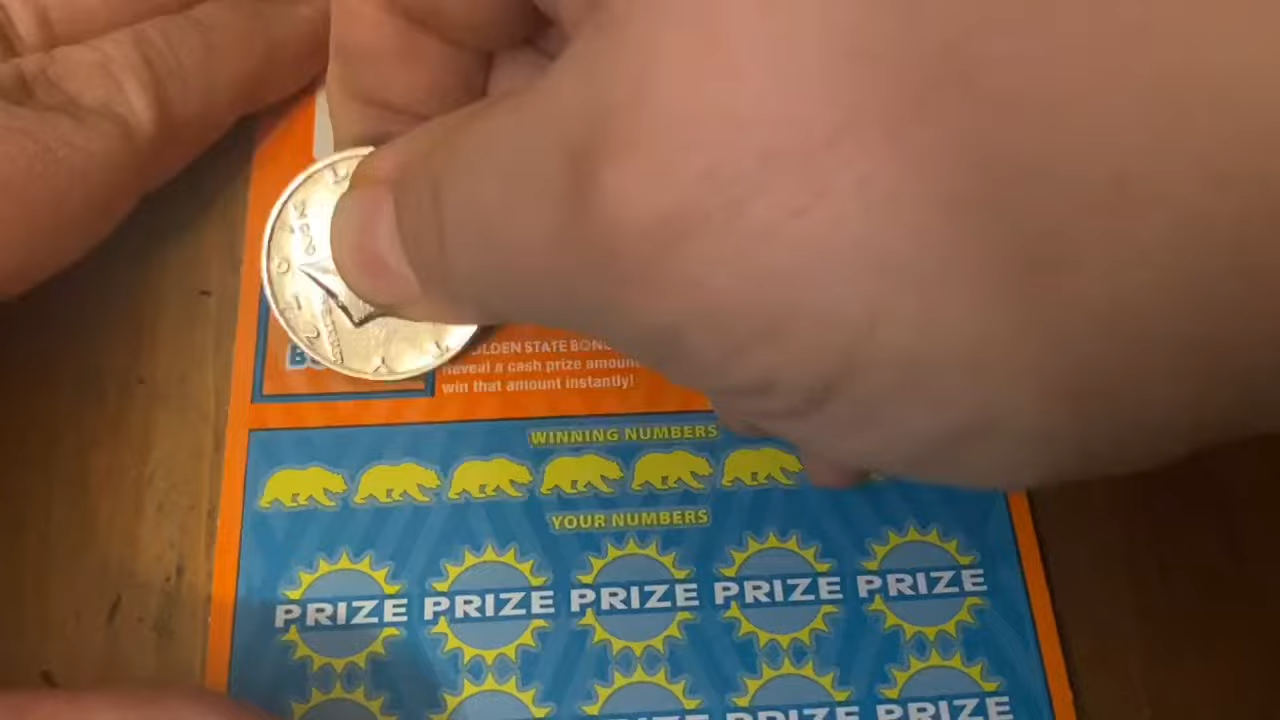 GOLDEN STATE BONUS
Reveal a cash prize amount
win that amount instantly!
WINNING NUMBERS
YOUR NUMBERS
PRIZE PRIZE PRIZE PRIZE PRIZE
PRIZE PRIZE PRIZE